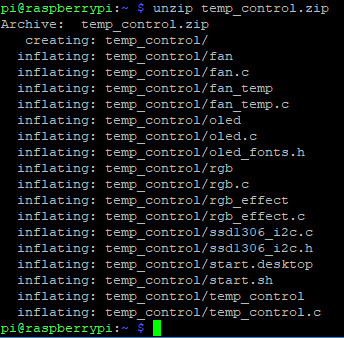 pi@raspberrypi:~ $ unzip temp_control.zip
Archive:  temp_control.zip
   creating: temp_control/
  inflating: temp_control/fan
  inflating: temp_control/fan.c
  inflating: temp_control/fan_temp
  inflating: temp_control/fan_temp.c
  inflating: temp_control/oled
  inflating: temp_control/oled.c
  inflating: temp_control/oled_fonts.h
  inflating: temp_control/rgb
  inflating: temp_control/rgb.c
  inflating: temp_control/rgb_effect
  inflating: temp_control/rgb_effect.c
  inflating: temp_control/ssd1306_i2c.c
  inflating: temp_control/ssd1306_i2c.h
  inflating: temp_control/start.desktop
  inflating: temp_control/start.sh
  inflating: temp_control/temp_control
  inflating: temp_control/temp_control.c
pi@raspberrypi:~ $